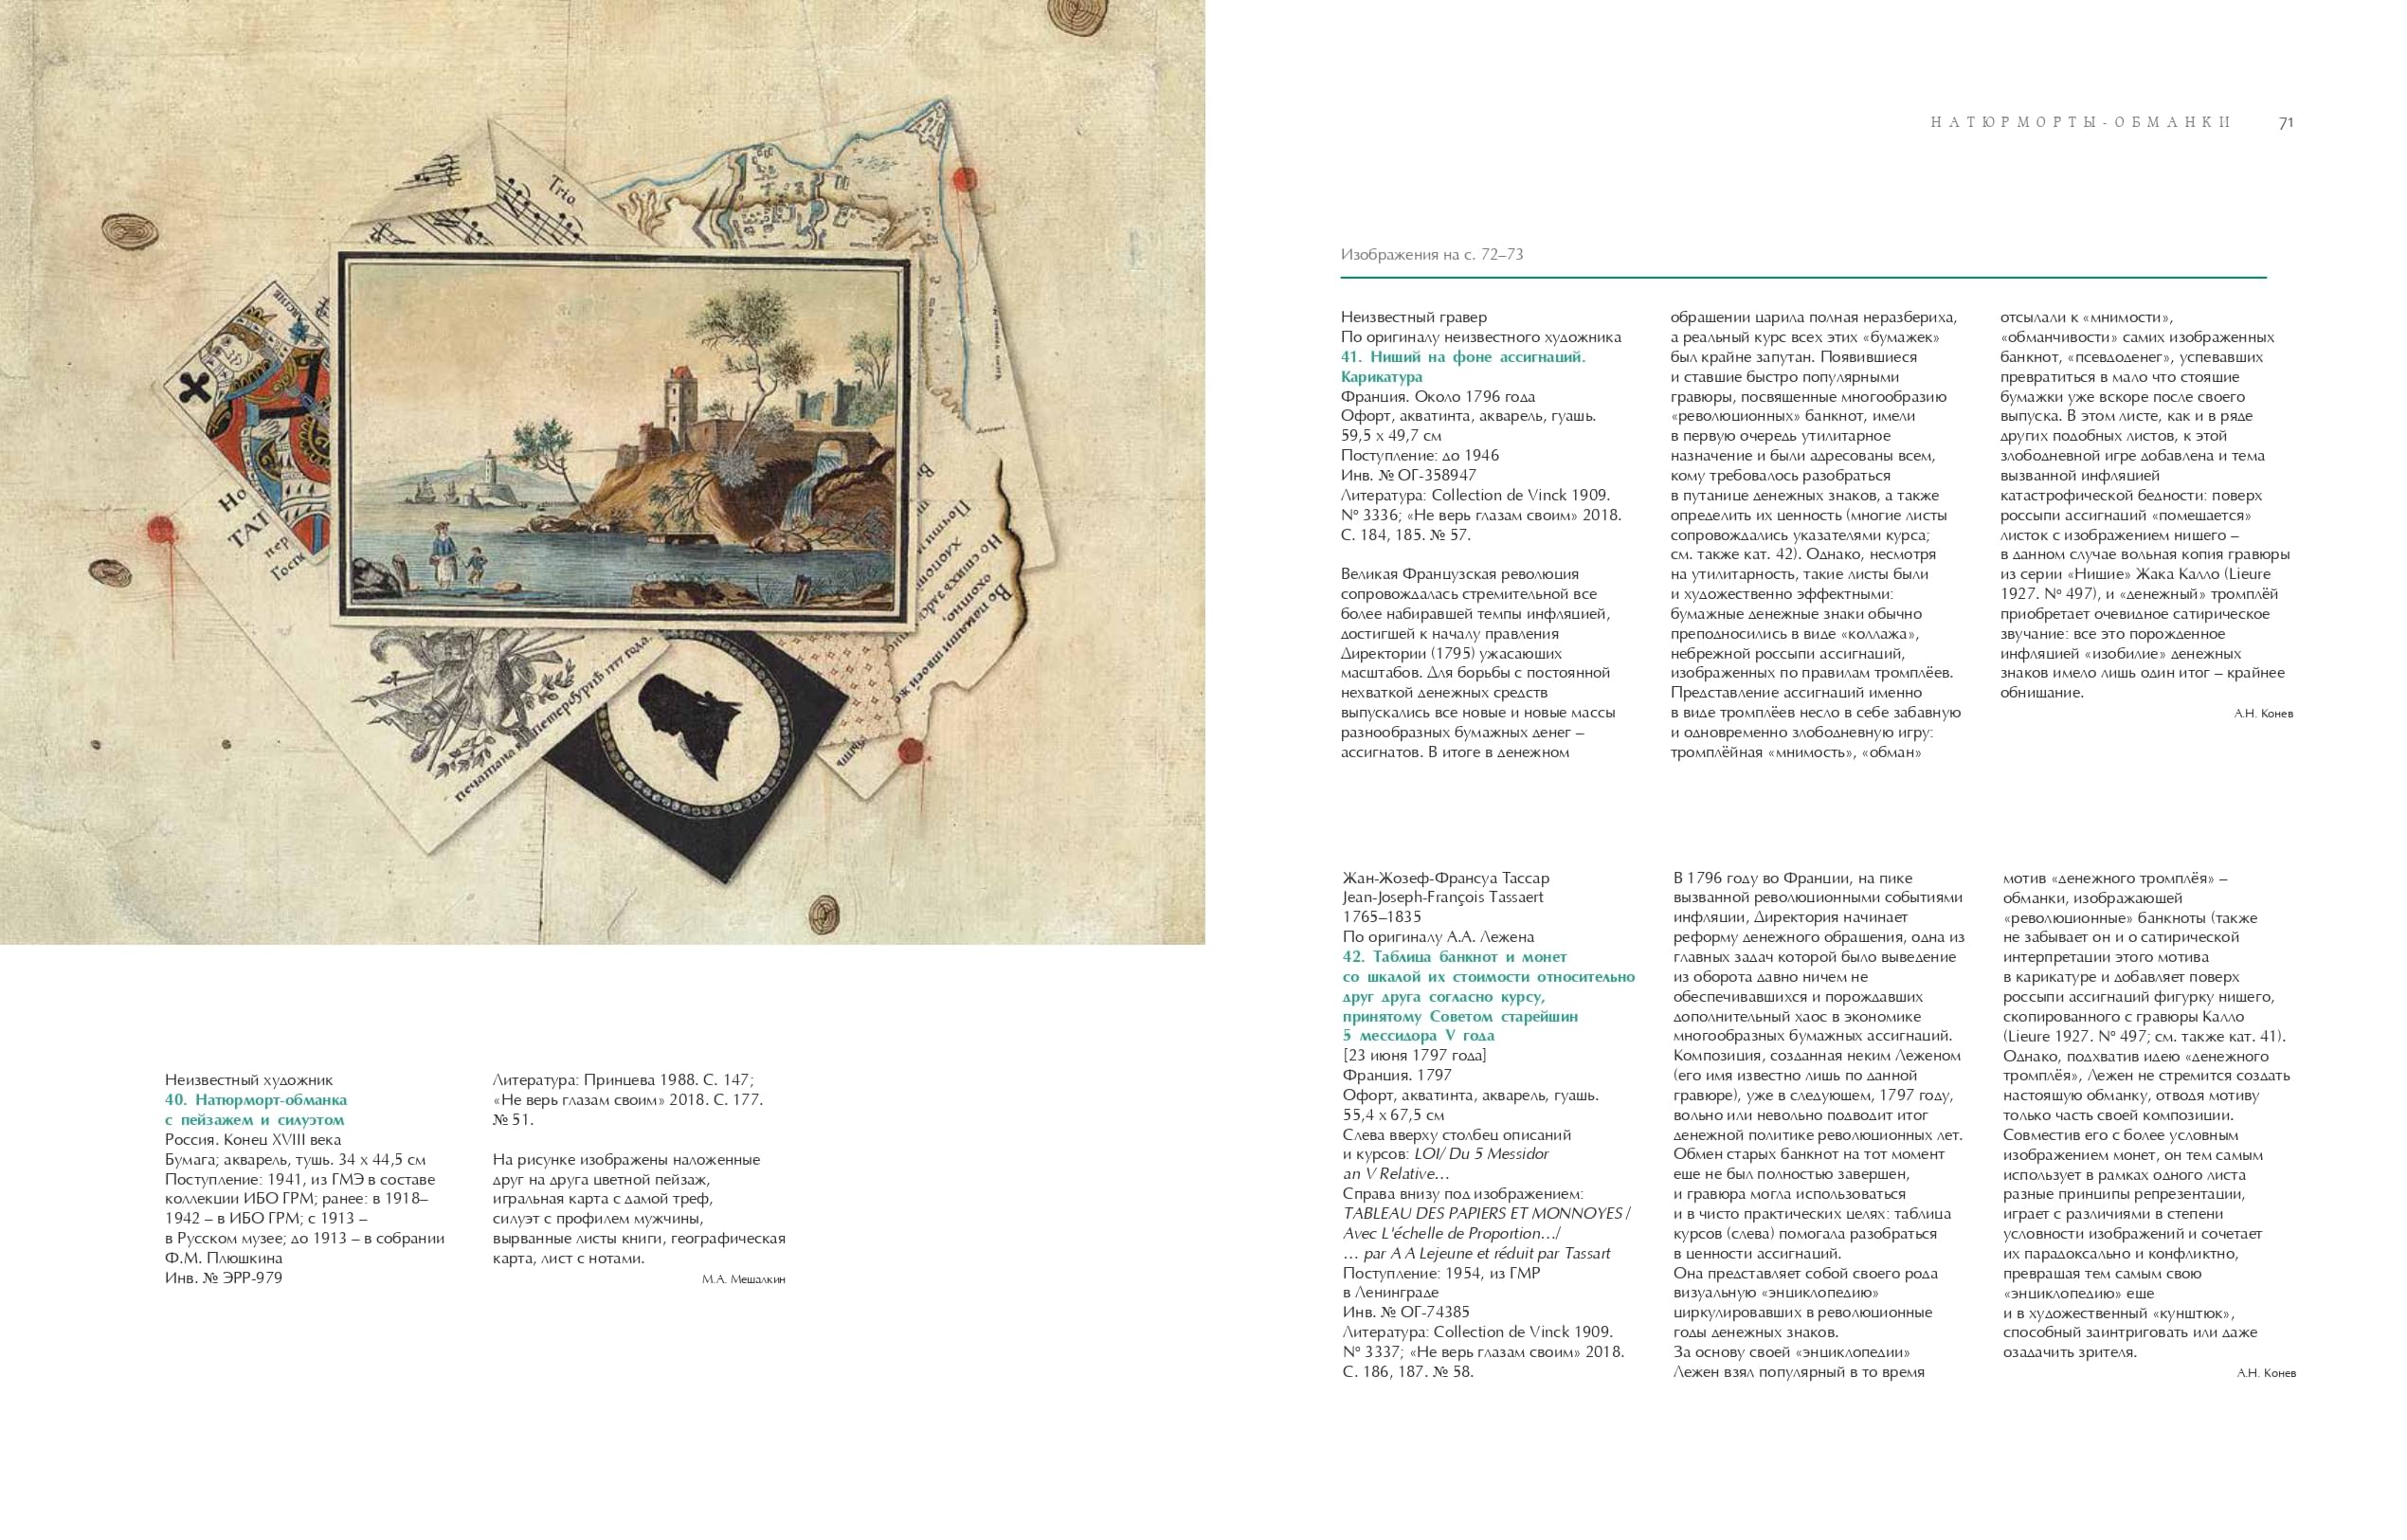 Trio
ARGINE
Но
ТАТ
пер
Гости
печатана въ Петербургѣ 1777 года.
Но с нихъ забо
охотно,
Во память твоей же
НАТЮРМОРТЫ-ОБМАНКИ 71
Неизвестный художник
40. Натюрморт-обманка
с пейзажем и силуэтом
Россия. Конец XVIII века
Бумага; акварель, тушь. 34 x 44,5 см
Поступление: 1941, из ГМЭ в составе
коллекции ИБО ГРМ; ранее: в 1918–
1942 – в ИБО ГРМ; с 1913 –
в Русском музее; до 1913 – в собрании
Ф.М. Плюшкина
Инв. № ЭРР-979
Литература: Принцева 1988. С. 147;
«Не верь глазам своим» 2018. С. 177.
№ 51.
На рисунке изображены наложенные
друг на друга цветной пейзаж,
игральная карта с дамой треф,
силуэт с профилем мужчины,
вырванные листы книги, географическая
карта, лист с нотами.
М.А. Мешалкин
Изображения на с. 72–73
Неизвестный гравер
По оригиналу неизвестного художника
41. Нищий на фоне ассигнаций.
Карикатура
Франция. Около 1796 года
Офорт, акватинта, акварель, гуашь.
59,5 x 49,7 см
Поступление: до 1946
Инв. № ОГ-358947
Литература: Collection de Vinck 1909.
Nº 3336; «Не верь глазам своим» 2018.
С. 184, 185. № 57.
Великая Французская революция
сопровождалась стремительной все
более набиравшей темпы инфляцией,
достигшей к началу правления
Директории (1795) ужасающих
масштабов. Для борьбы с постоянной
нехваткой денежных средств
выпускались все новые и новые массы
разнообразных бумажных денег –
ассигнатов. В итоге в денежном
обращении царила полная неразбериха,
а реальный курс всех этих «бумажек»
был крайне запутан. Появившиеся
и ставшие быстро популярными
гравюры, посвященные многообразию
«революционных» банкнот, имели
в первую очередь утилитарное
назначение и были адресованы всем,
кому требовалось разобраться
в путанице денежных знаков, а также
определить их ценность (многие листы
сопровождались указателями курса;
см. также кат. 42). Однако, несмотря
на утилитарность, такие листы были
и художественно эффектными:
бумажные денежные знаки обычно
преподносились в виде «коллажа»,
небрежной россыпи ассигнаций,
изображенных по правилам тромплёев.
Представление ассигнаций именно
в виде тромплёев несло в себе забавную
и одновременно злободневную игру:
тромплёйная «мнимость», «обман»
отсылали к «мнимости»,
«обманчивости» самих изображенных
банкнот, «псевдоденег», успевавших
превратиться в мало что стоящие
бумажки уже вскоре после своего
выпуска. В этом листе, как и в ряде
других подобных листов, к этой
злободневной игре добавлена и тема
вызванной инфляцией
катастрофической бедности: поверх
россыпи ассигнаций «помещается»
листок с изображением нищего –
в данном случае вольная копия гравюры
из серии «Нищие» Жака Калло (Lieure
1927. Nº 497), и «денежный» тромплёй
приобретает очевидное сатирическое
звучание: все это порожденное
инфляцией «изобилие» денежных
знаков имело лишь один итог – крайнее
обнищание.
А.Н. Конев
Жан-Жозеф-Франсуа Тассар
Jean-Joseph-François Tassaert
1765–1835
По оригиналу А.А. Лежена
42. Таблица банкнот и монет
со шкалой их стоимости относительно
друг друга согласно курсу,
принятому Советом старейшин
5 мессидора V года
[23 июня 1797 года]
Франция. 1797
Офорт, акватинта, акварель, гуашь.
55,4 x 67,5 см
Слева вверху столбец описаний
и курсов: LOI/ Du 5 Messidor
an V Relative…
Справа внизу под изображением:
TABLEAU DES PAPIERS ET MONNOYES /
Avec L'échelle de Proportion…/
… par A A Lejeune et réduit par Tassart
Поступление: 1954, из ГМР
в Ленинграде
Инв. № ОГ-74385
Литература: Collection de Vinck 1909.
Nº 3337; «Не верь глазам своим» 2018.
С. 186, 187. № 58.
В 1796 году во Франции, на пике
вызванной революционными событиями
инфляции, Директория начинает
реформу денежного обращения, одна из
главных задач которой было выведение
из оборота давно ничем не
обеспечивавшихся и порождавших
дополнительный хаос в экономике
многообразных бумажных ассигнаций.
Композиция, созданная неким Леженом
(его имя известно лишь по данной
гравюре), уже в следующем, 1797 году,
вольно или невольно подводит итог
денежной политике революционных лет.
Обмен старых банкнот на тот момент
еще не был полностью завершен,
и гравюра могла использоваться
и в чисто практических целях: таблица
курсов (слева) помогала разобраться
в ценности ассигнаций.
Она представляет собой своего рода
визуальную «энциклопедию»
циркулировавших в революционные
годы денежных знаков.
За основу своей «энциклопедии»
Лежен взял популярный в то время
мотив «денежного тромплёя» –
обманки, изображающей
«революционные» банкноты (также
не забывает он и о сатирической
интерпретации этого мотива
в карикатуре и добавляет поверх
россыпи ассигнаций фигурку нищего,
скопированного с гравюры Калло
(Lieure 1927. Nº 497; см. также кат. 41).
Однако, подхватив идею «денежного
тромплёя», Лежен не стремится создать
настоящую обманку, отводя мотиву
только часть своей композиции.
Совместив его с более условным
изображением монет, он тем самым
использует в рамках одного листа
разные принципы репрезентации,
играет с различиями в степени
условности изображений и сочетает
их парадоксально и конфликтно,
превращая тем самым свою
«энциклопедию» еще
и в художественный «кунштюк»,
способный заинтриговать или даже
озадачить зрителя.
А.Н. Конев